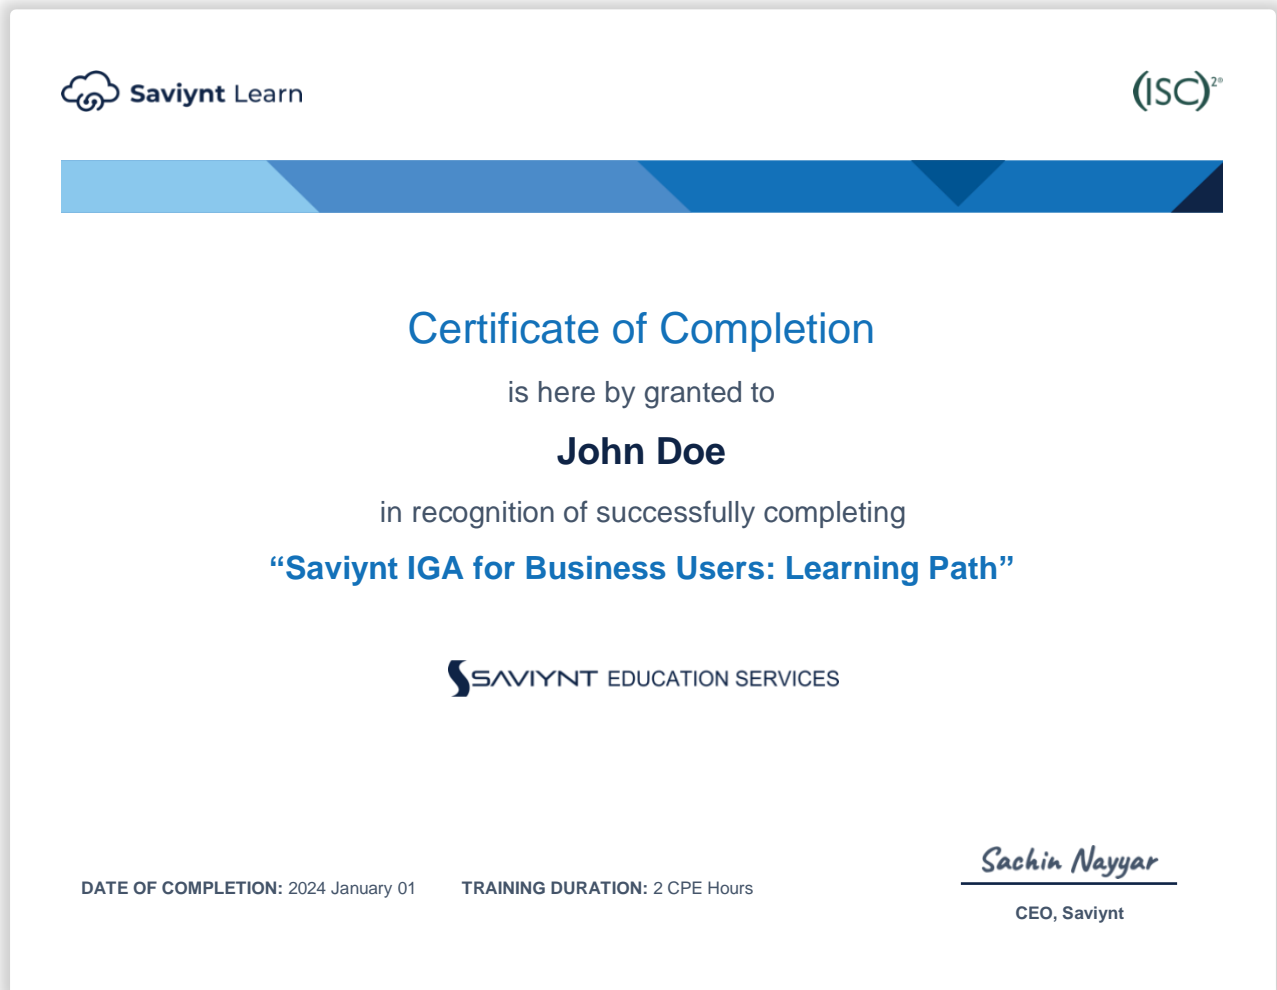 Saviynt Learn
(ISC)²®
Certificate of Completion
is here by granted to
John Doe
in recognition of successfully completing
“Saviynt IGA for Business Users: Learning Path”
SAVIYNT EDUCATION SERVICES
Sachin Nayyar
DATE OF COMPLETION: 2024 January 01 TRAINING DURATION: 2 CPE Hours
CEO, Saviynt